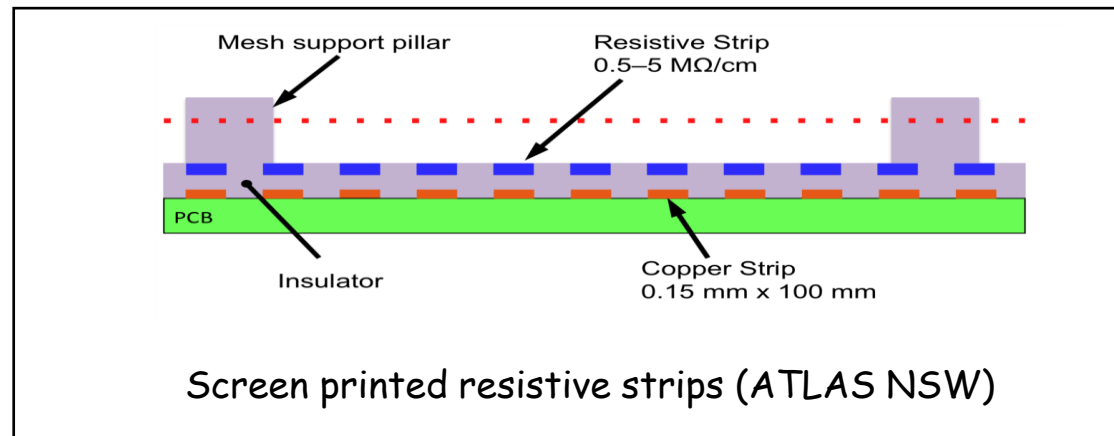 Mesh support pillar
Resistive Strip
0.5–5 MΩ/cm
PCB
Insulator
Copper Strip
0.15 mm x 100 mm
Screen printed resistive strips (ATLAS NSW)